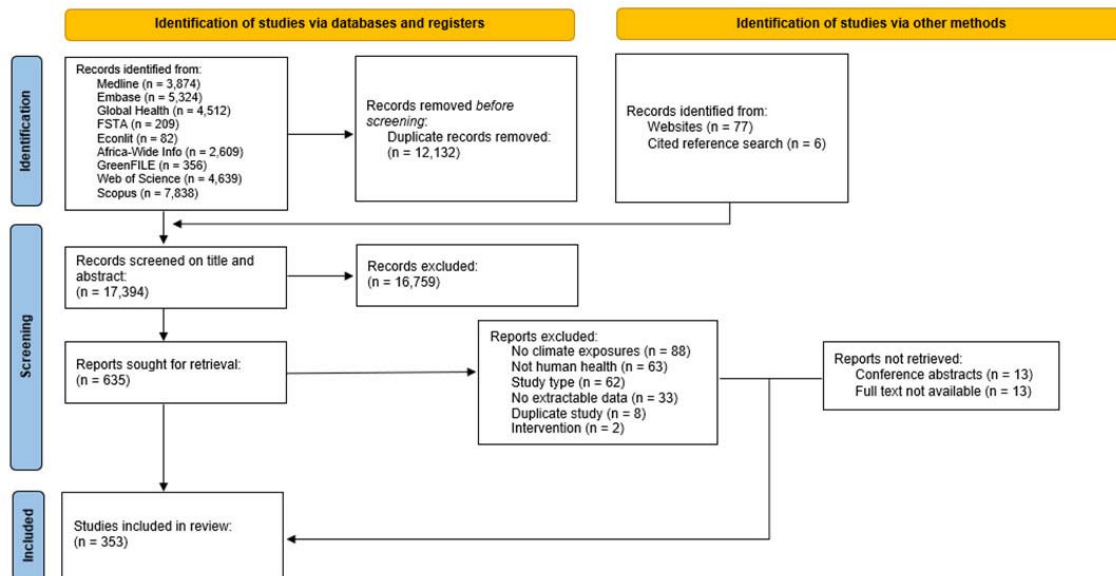 Identification of studies via databases and registers
Identification of studies via other methods
Identification
Records identified from:
Medline (n = 3,874)
Embase (n = 5,324)
Global Health (n = 4,512)
FSTA (n = 209)
Econlit (n = 82)
Africa-Wide Info (n = 2,609)
GreenFILE (n = 356)
Web of Science (n = 4,639)
Scopus (n = 7,838)
Records removed before
screening:
Duplicate records removed:
(n = 12,132)
Records identified from:
Websites (n = 77)
Cited reference search (n = 6)
Screening
Records screened on title and
abstract:
(n = 17,394)
Records excluded:
(n = 16,759)
Reports sought for retrieval:
(n = 635)
Reports excluded:
No climate exposures (n = 88)
Not human health (n = 63)
Study type (n = 62)
No extractable data (n = 33)
Duplicate study (n = 8)
Intervention (n = 2)
Reports not retrieved:
Conference abstracts (n = 13)
Full text not available (n = 13)
Included
Studies included in review:
(n = 353)